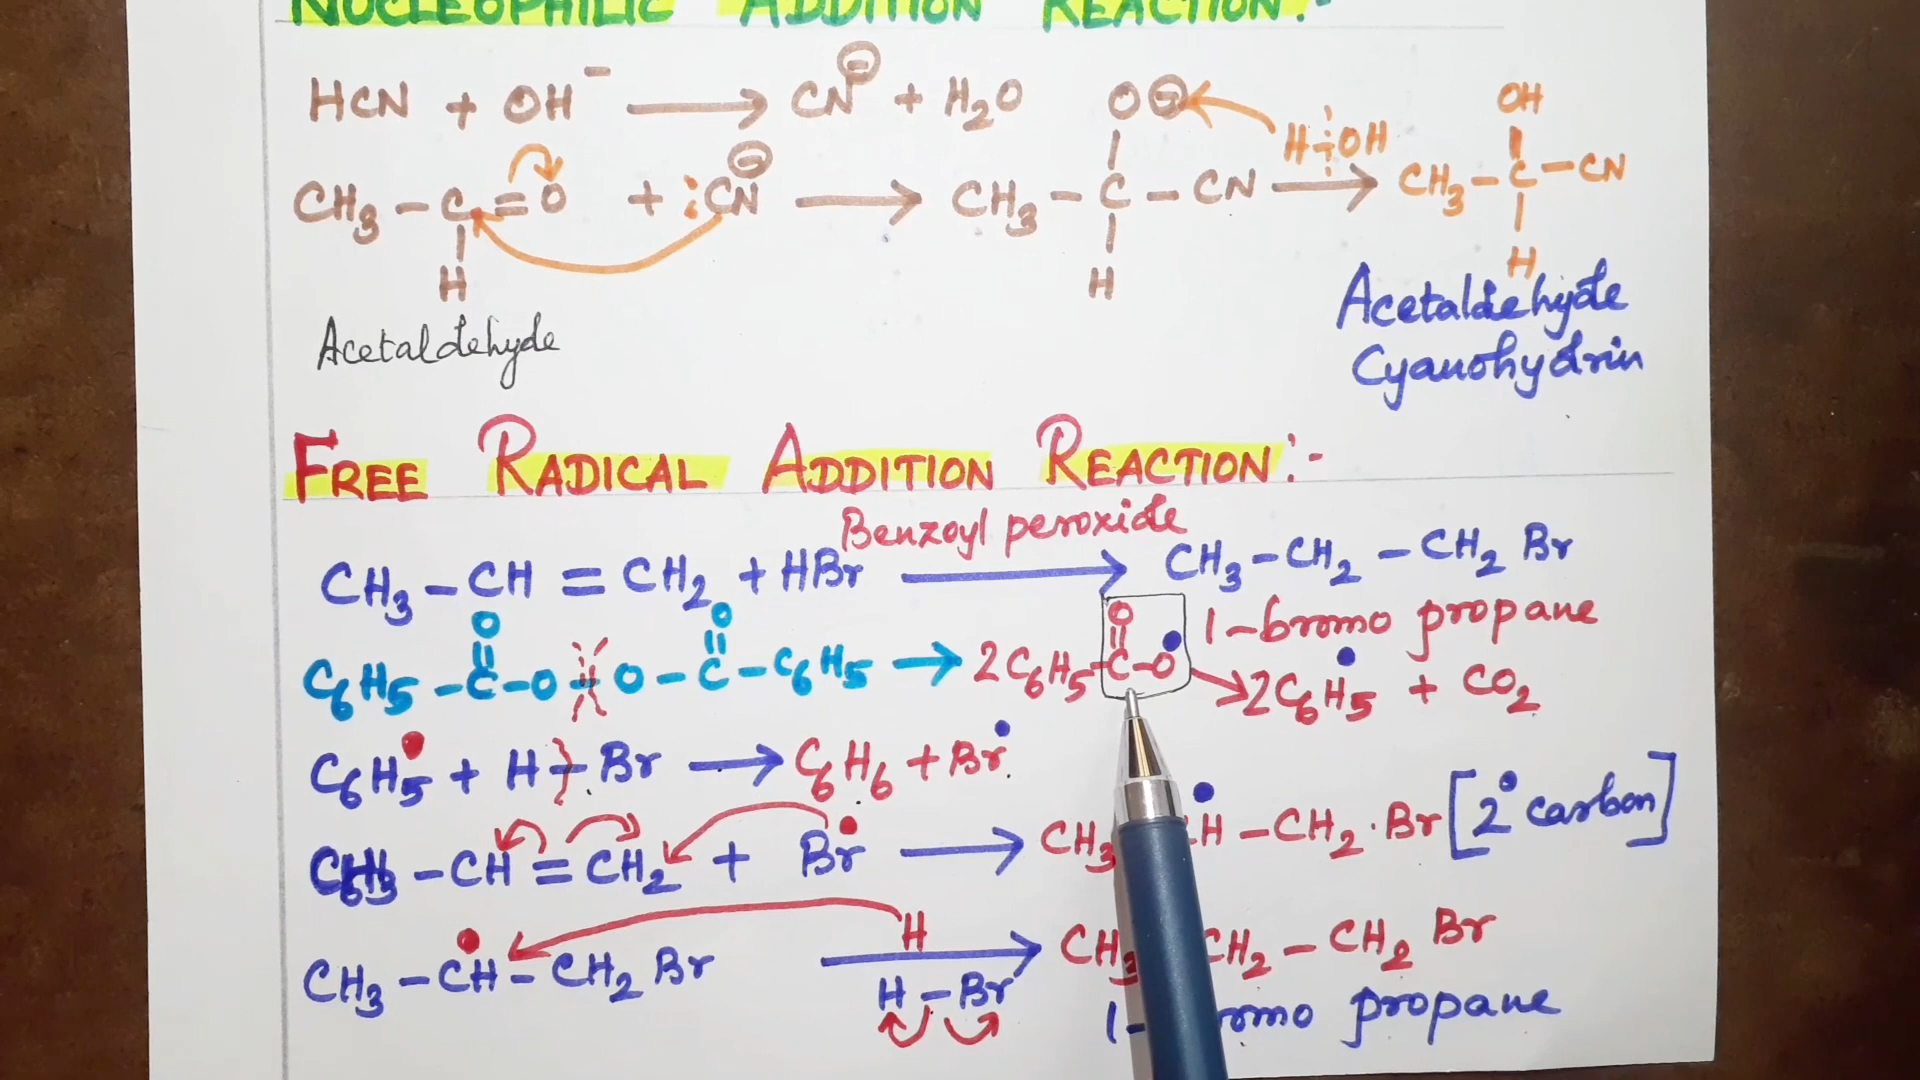 NUCLEOPHILIC ADDITION REACTION:-
HCN + OH⁻ ⟶ CN⊖ + H₂O
O⊖ H-OH OH
CH₃ – C = O + :CN⊖ ⟶ CH₃ – C – CN ⟶ CH₃ – C – CN
H H H
Acetaldehyde
Acetaldehyde
Cyanohydrin
FREE RADICAL ADDITION REACTION:-
Benzoyl peroxide
CH₃ – CH = CH₂ + HBr ⟶ CH₃ – CH₂ – CH₂ Br
1-bromo propane
O O O
C₆H₅ – C – O – O – C – C₆H₅ ⟶ 2C₆H₅ – C – O• ⟶ 2C₆H₅• + CO₂
C₆H₅• + H – Br ⟶ C₆H₆ + Br•
– CH = CH₂ + Br• ⟶ CH₃ H – CH₂ · Br [2° carbon]
H
CH₃ – CH• – CH₂ Br ⟶ CH₃ CH₂ – CH₂ Br
H – Br
1- omo propane